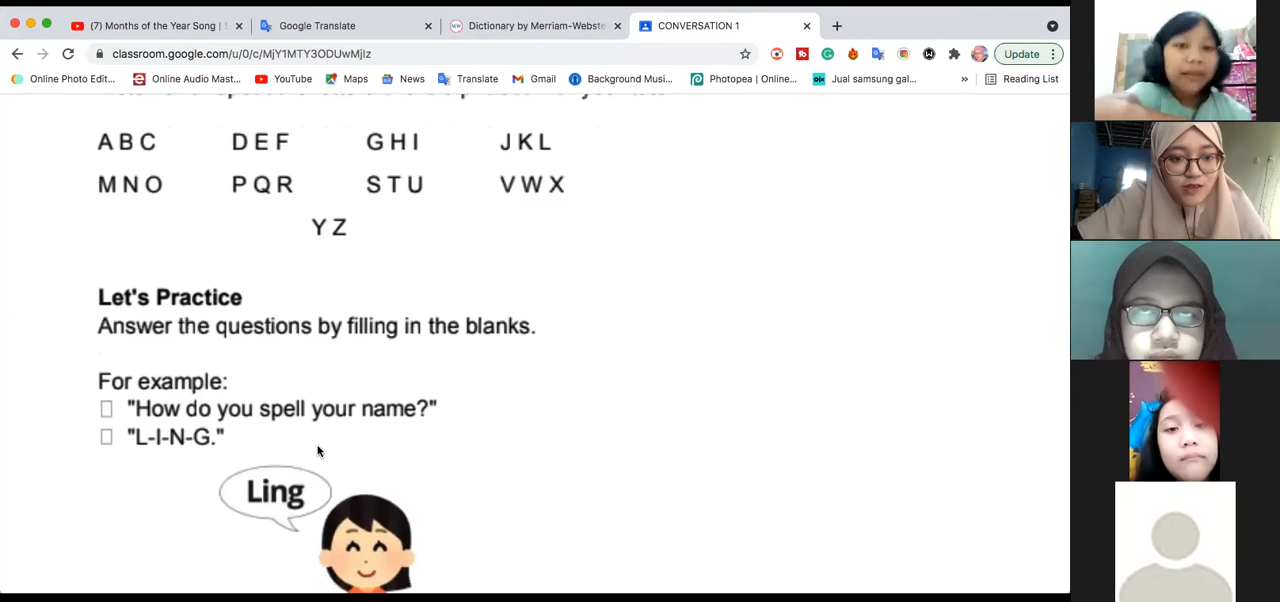 (7) Months of the Year Song |
Google Translate
Dictionary by Merriam-Webste
CONVERSATION 1
classroom.google.com/u/0/c/MjY1MTY3ODUwMjIz
Update
Online Photo Edit...
Online Audio Mast...
YouTube
Maps
News
Translate
Gmail
Background Musi...
Photopea | Online...
Jual samsung gal...
»
Reading List
A B C D E F G H I J K L
M N O P Q R S T U V W X
Y Z
Let's Practice
Answer the questions by filling in the blanks.
For example:
"How do you spell your name?"
"L-I-N-G."
Ling